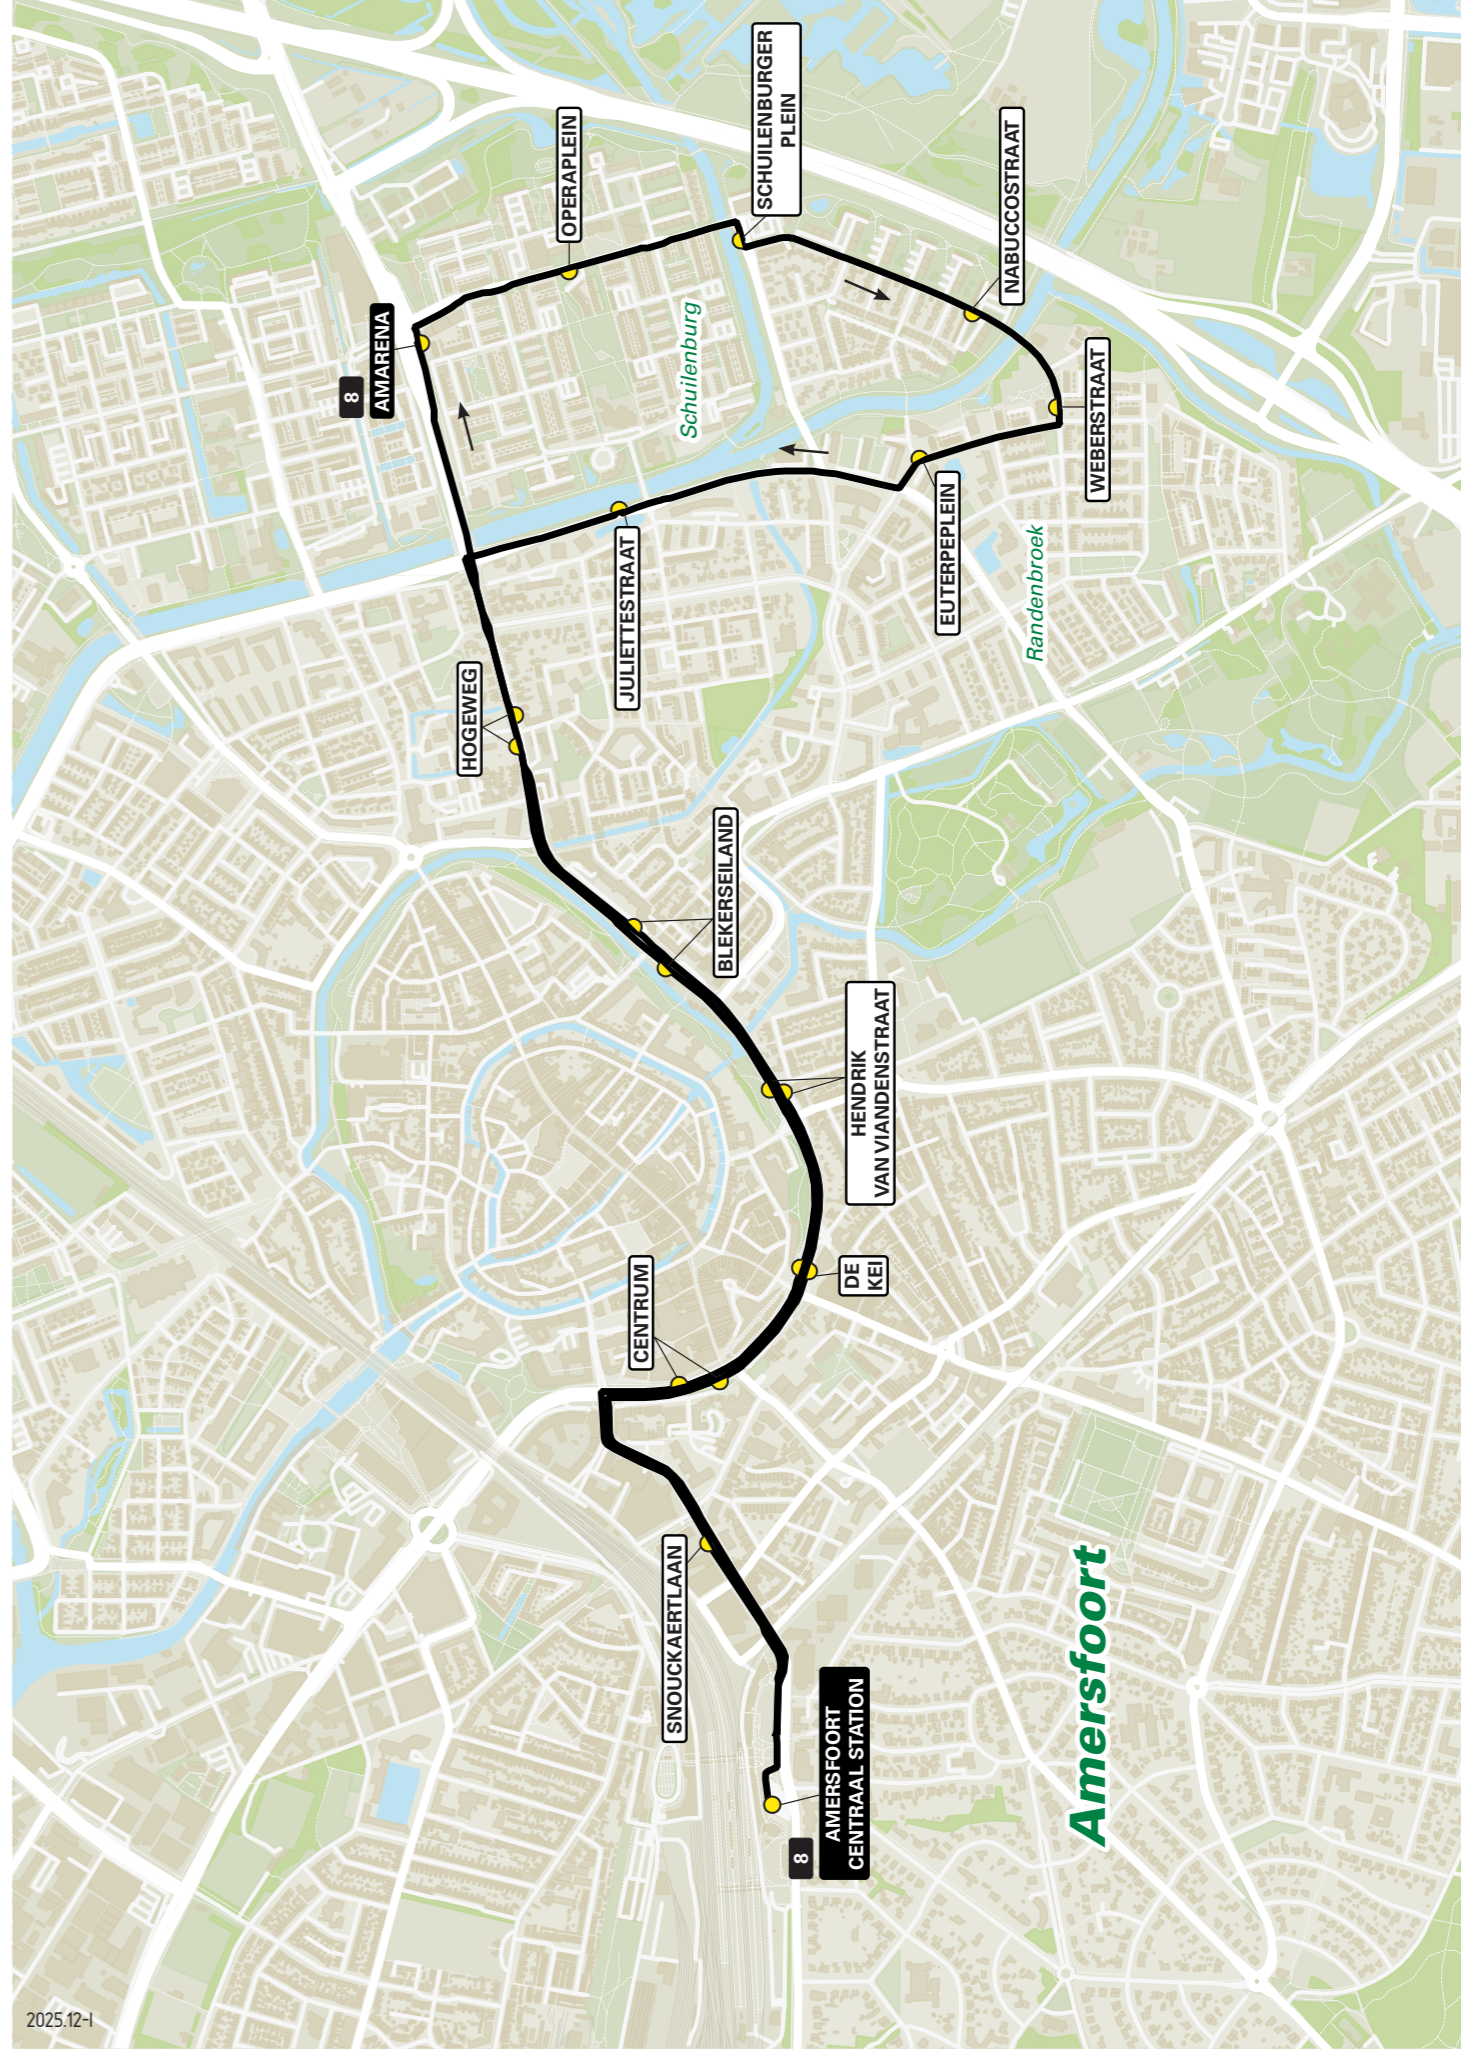 8
AMERSFOORT
CENTRAAL STATION
SNOUCKAERTLAAN
CENTRUM
DE
KEI
HENDRIK
VAN VIANDENSTRAAT
BLEKERSEILAND
HOGEWEG
8
AMARENA
OPERAPLEIN
SCHUILENBURGER
PLEIN
NABUCCOSTRAAT
WEBERSTRAAT
EUTERPEPLEIN
JULIETTESTRAAT
Schuilenburg
Randenbroek
Amersfoort
2025.12-I